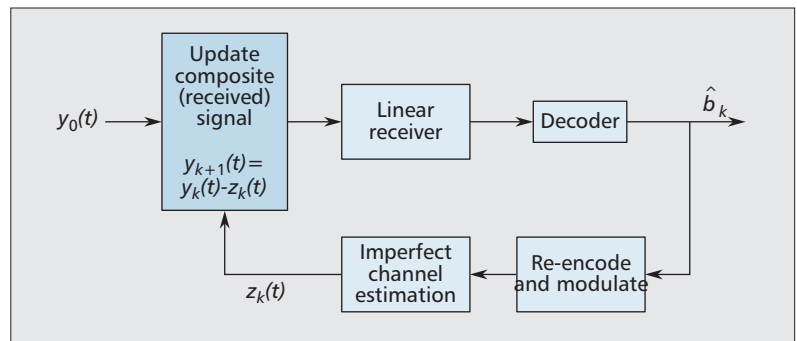 Update
composite
(received)
signal
y0(t)
yk+1(t)=
yk(t)-zk(t)
Linear
receiver
Decoder
b̂k
Imperfect
channel
estimation
Re-encode
and modulate
zk(t)